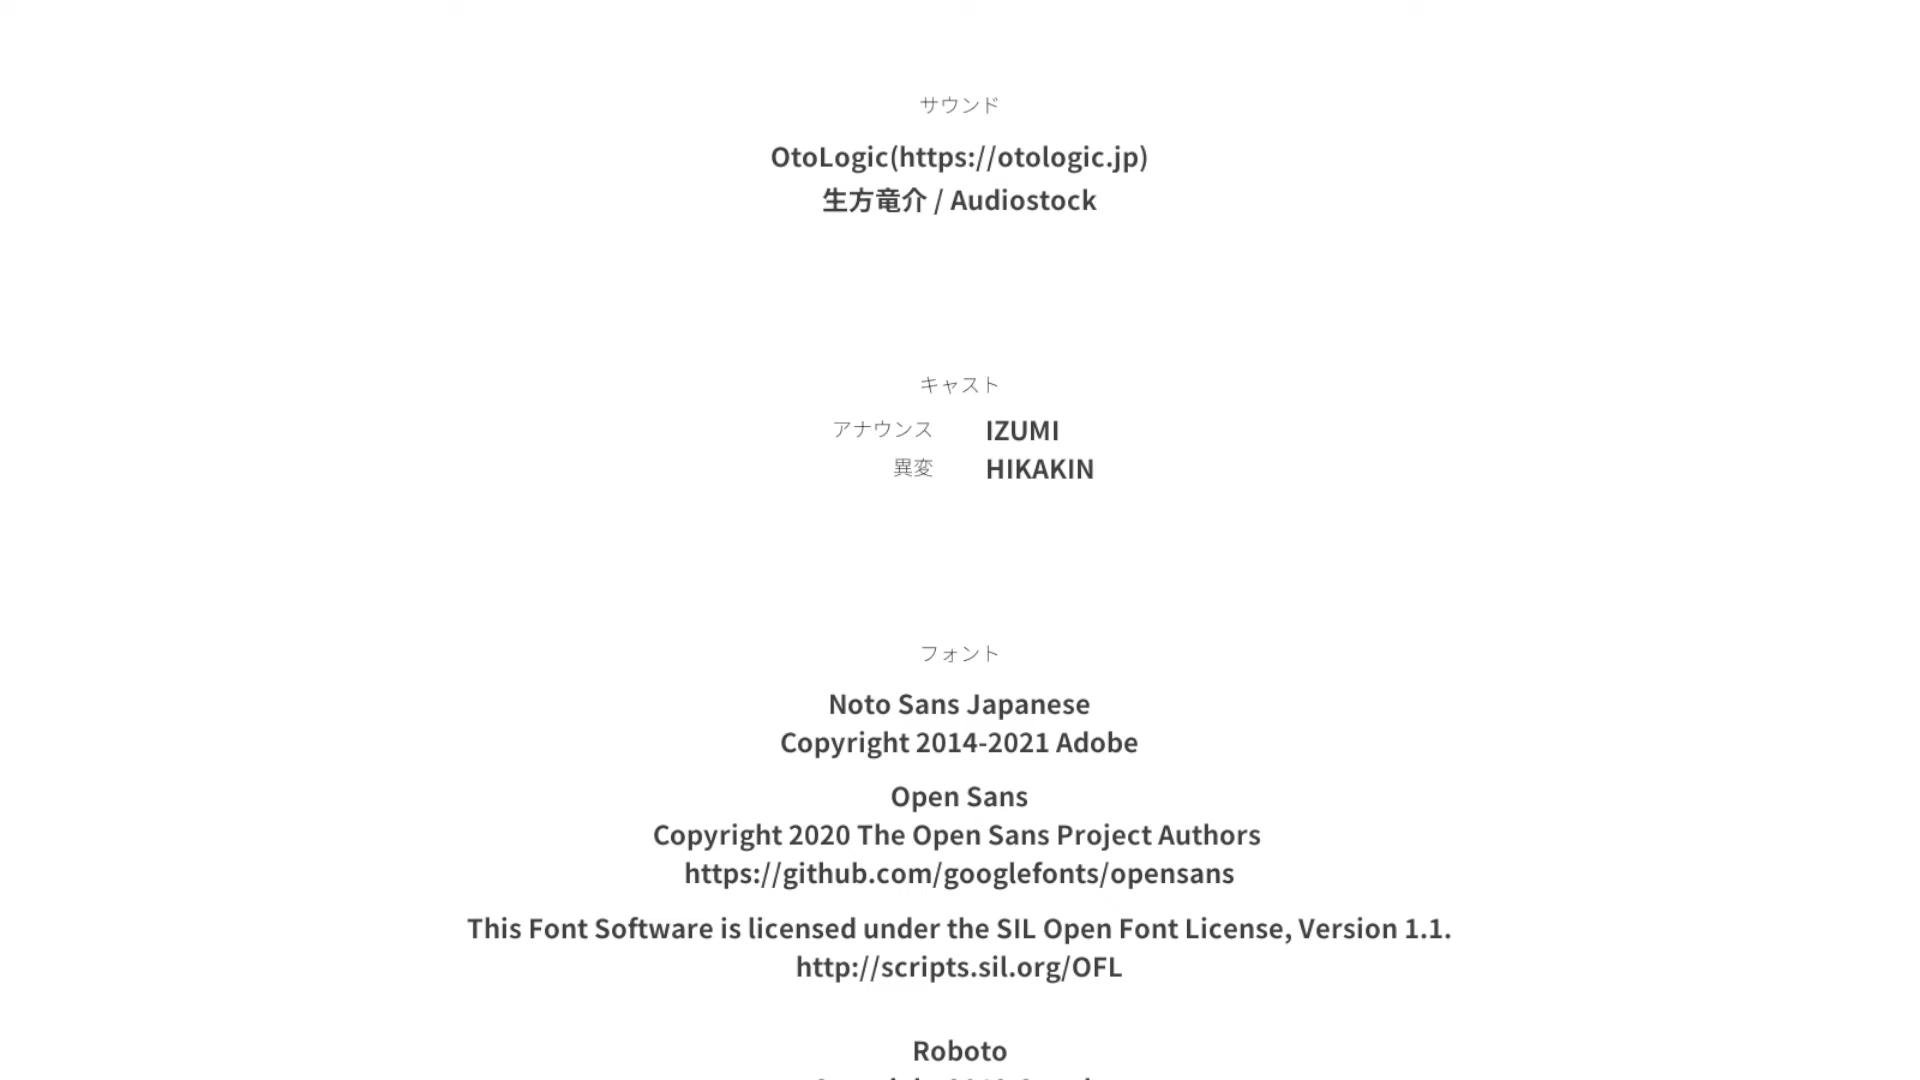 サウンド
OtoLogic(https://otologic.jp)
生方竜介 / Audiostock
キャスト
アナウンス IZUMI
異変 HIKAKIN
フォント
Noto Sans Japanese
Copyright 2014-2021 Adobe
Open Sans
Copyright 2020 The Open Sans Project Authors
https://github.com/googlefonts/opensans
This Font Software is licensed under the SIL Open Font License, Version 1.1.
http://scripts.sil.org/OFL
Roboto